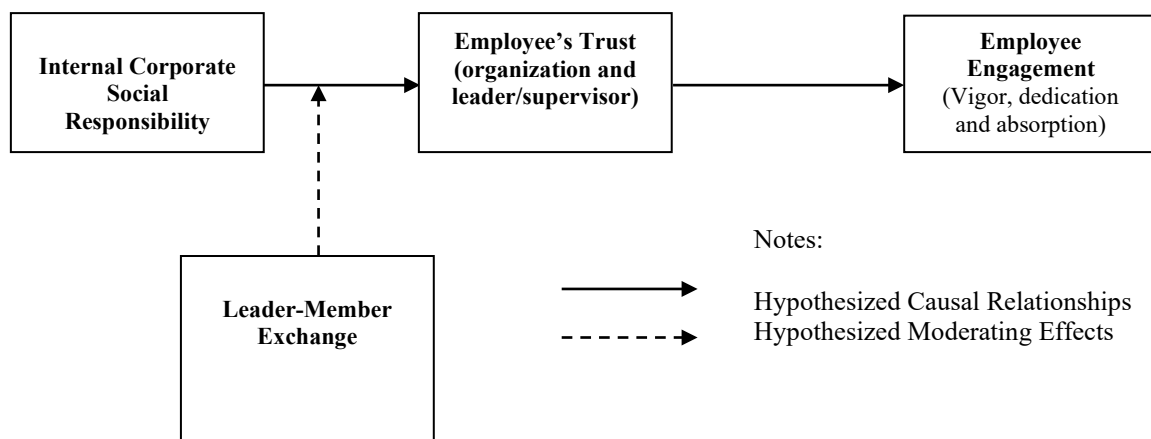 Internal Corporate
Social
Responsibility
Employee’s Trust
(organization and
leader/supervisor)
Employee
Engagement
(Vigor, dedication
and absorption)
Leader-Member
Exchange
Notes:
Hypothesized Causal Relationships
Hypothesized Moderating Effects